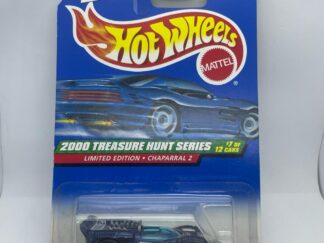 Hot Wheels
MATTEL
2000 TREASURE HUNT SERIES
#7 OF
12 CARS
LIMITED EDITION • CHAPARRAL 2